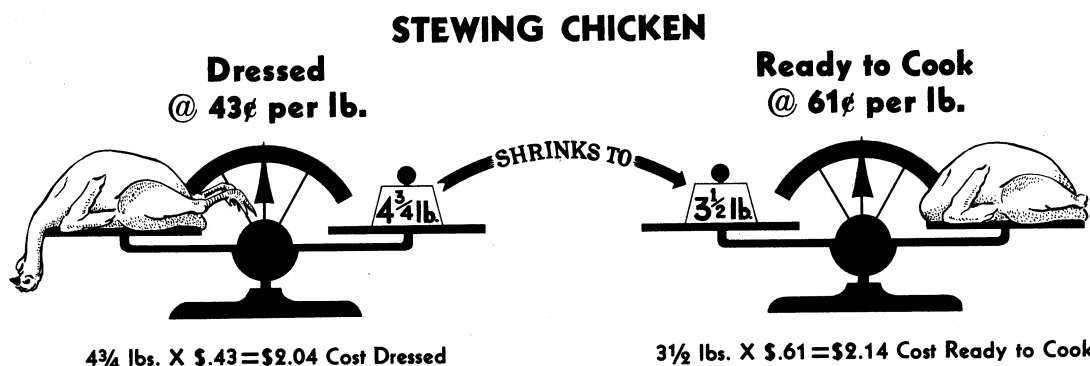 STEWING CHICKEN
Dressed
@ 43¢ per lb.
Ready to Cook
@ 61¢ per lb.
SHRINKS TO
4¾ lb.
3½ lb.
4¾ lbs. X $.43=$2.04 Cost Dressed
3½ lbs. X $.61=$2.14 Cost Ready to Cook